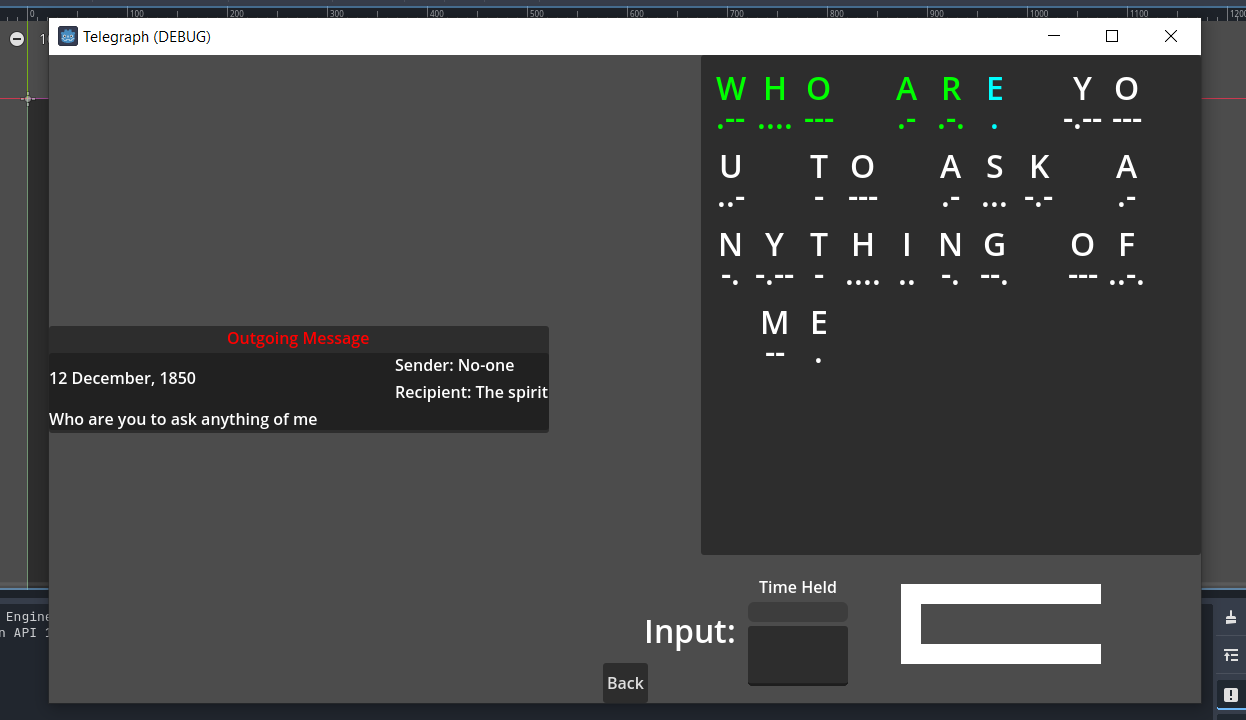 0 100 200 300 400 500 600 700 800 900 1000 1100 1200
Telegraph (DEBUG)
W H O A R E Y O
.-- .... --- .- .-. . -.-- ---
U T O A S K A
..- - --- .- ... -.- .-
N Y T H I N G O F
-. -.-- - .... .. -. --. --- ..-.
M E
-- .
Outgoing Message
12 December, 1850
Sender: No-one
Recipient: The spirit
Who are you to ask anything of me
Time Held
Input:
Back
Engine
n API